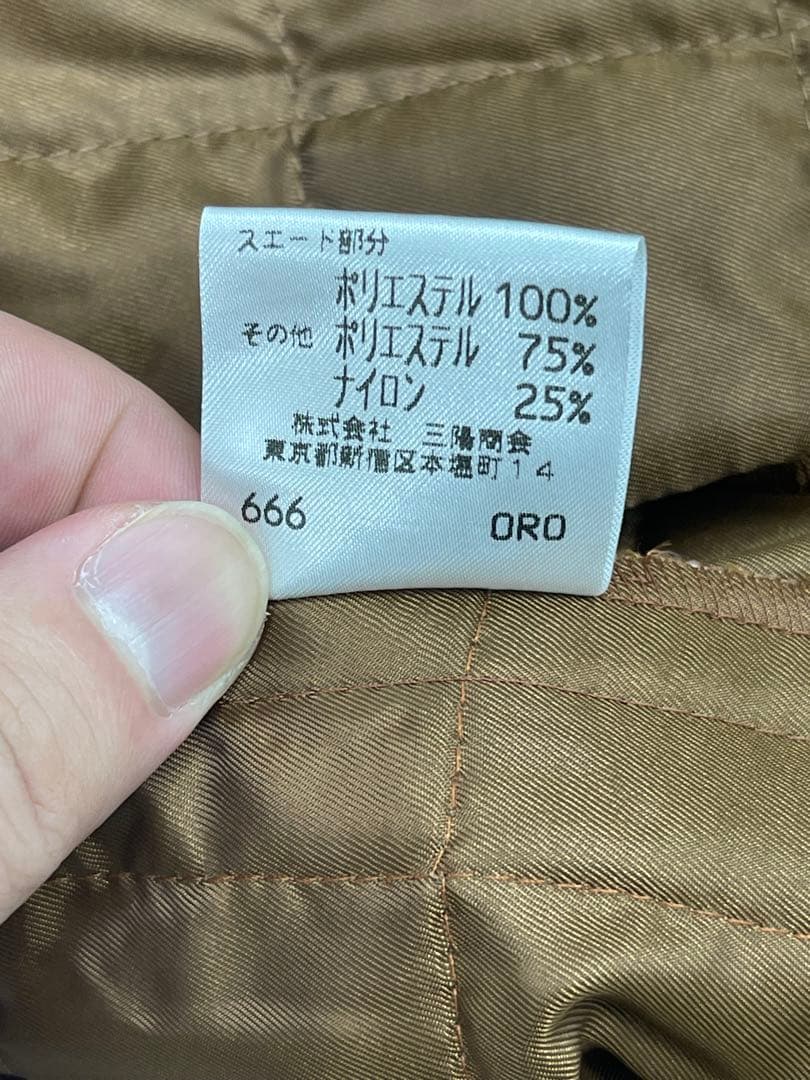 スエード部分
ポリエステル 100%
その他 ポリエステル 75%
ナイロン 25%
株式会社 三陽商会
東京都新宿区本塩町14
666 ORO